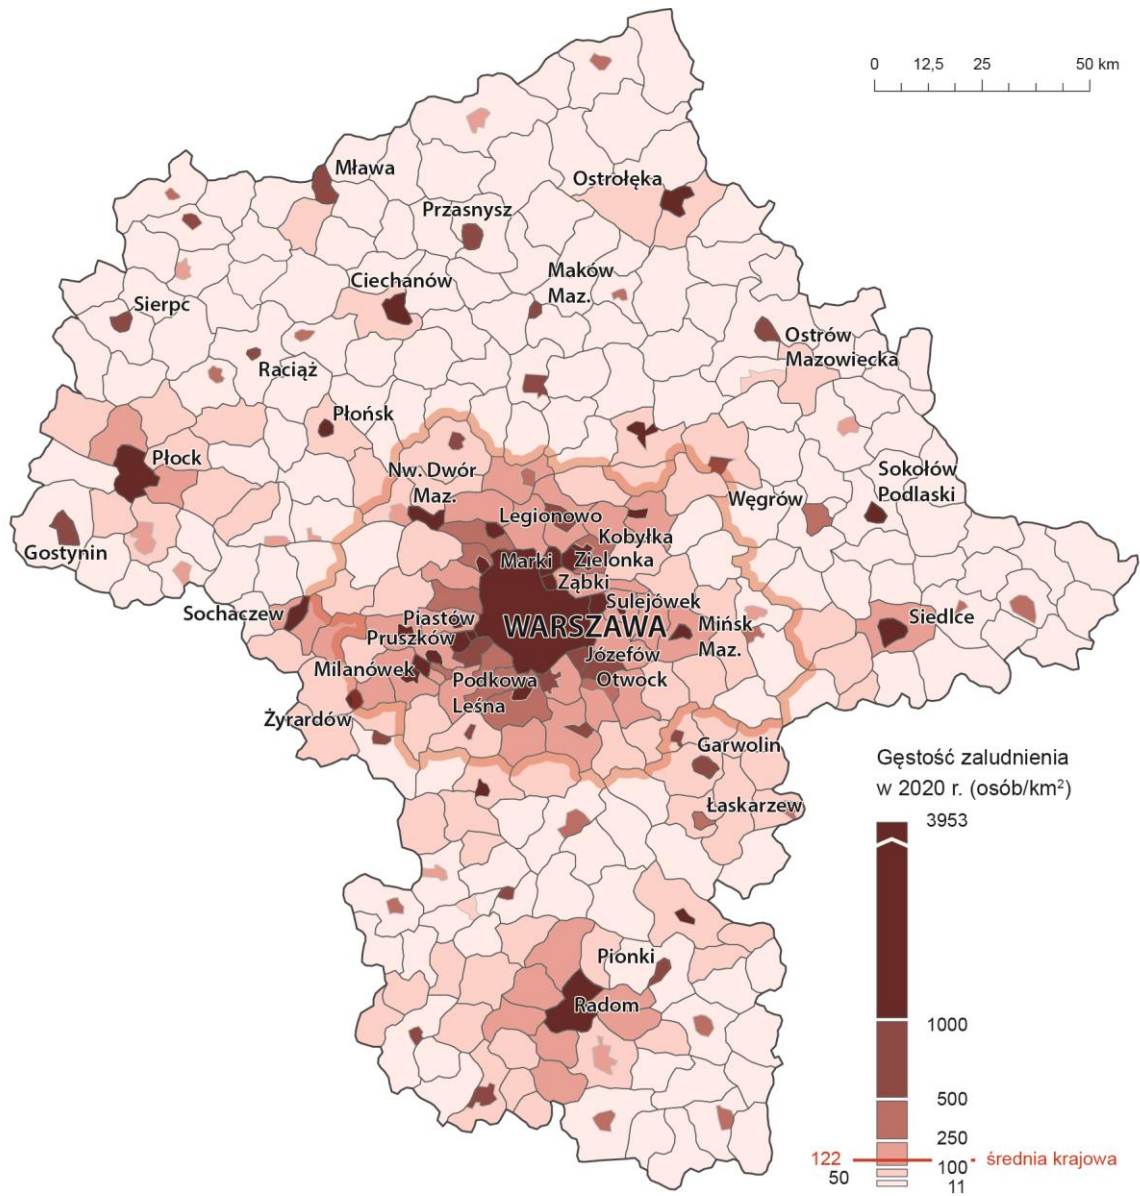 0 12,5 25 50 km
Mława
Ostrołęka
Przasnysz
Ciechanów
Maków
Maz.
Sierpc
Ostrów
Mazowiecka
Raciąż
Płońsk
Płock
Nw. Dwór
Maz.
Sokołów
Podlaski
Węgrów
Legionowo
Kobyłka
Gostynin
Marki
Zielonka
Ząbki
Sulejówek
Sochaczew
Piastów
WARSZAWA
Mińsk
Maz.
Siedlce
Pruszków
Józefów
Milanówek
Podkowa
Leśna
Otwock
Żyrardów
Garwolin
Łaskarzew
Pionki
Radom
Gęstość zaludnienia
w 2020 r. (osób/km²)
3953
1000
500
250
122
średnia krajowa
100
50
11